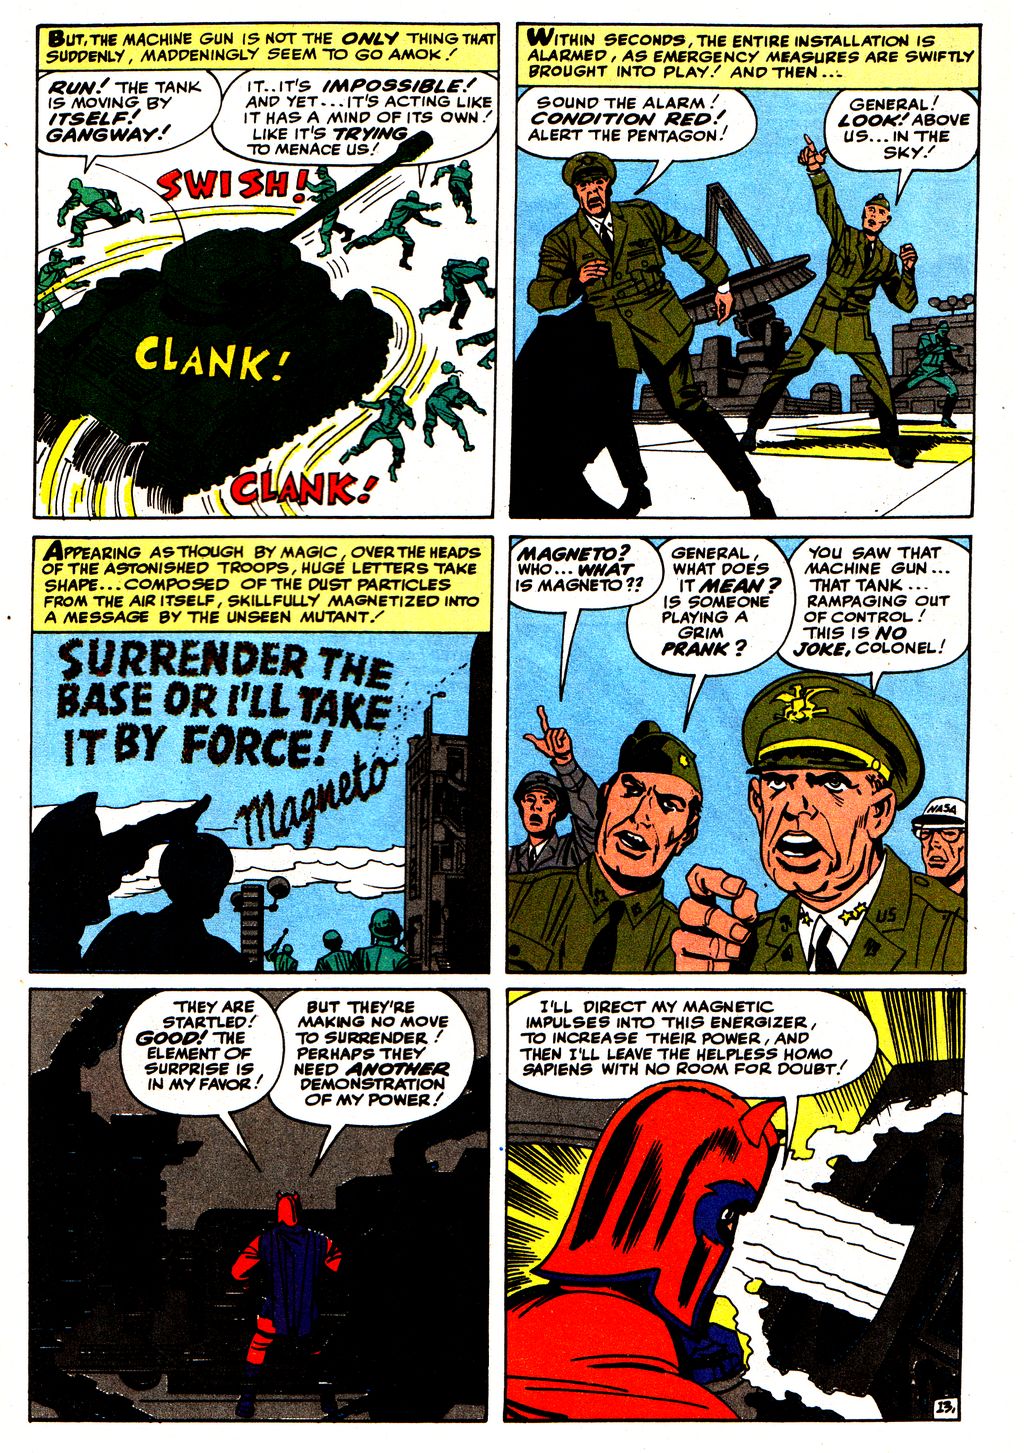 BUT, THE MACHINE GUN IS NOT THE ONLY THING THAT
SUDDENLY, MADDENINGLY SEEM TO GO AMOK!
RUN! THE TANK
IS MOVING BY
ITSELF!
GANGWAY!
IT..IT'S IMPOSSIBLE!
AND YET...IT'S ACTING LIKE
IT HAS A MIND OF ITS OWN!
LIKE IT'S TRYING
TO MENACE US!
SWISH!
CLANK!
CLANK!
WITHIN SECONDS, THE ENTIRE INSTALLATION IS
ALARMED, AS EMERGENCY MEASURES ARE SWIFTLY
BROUGHT INTO PLAY! AND THEN...
SOUND THE ALARM!
CONDITION RED!
ALERT THE PENTAGON!
GENERAL!
LOOK! ABOVE
US...IN THE
SKY!
APPEARING AS THOUGH BY MAGIC, OVER THE HEADS
OF THE ASTONISHED TROOPS, HUGE LETTERS TAKE
SHAPE...COMPOSED OF THE DUST PARTICLES
FROM THE AIR ITSELF, SKILLFULLY MAGNETIZED INTO
A MESSAGE BY THE UNSEEN MUTANT!
SURRENDER THE
BASE OR I'LL TAKE
IT BY FORCE!
Magneto
MAGNETO?
WHO...WHAT
IS MAGNETO??
GENERAL,
WHAT DOES
IT MEAN?
IS SOMEONE
PLAYING A
GRIM
PRANK?
YOU SAW THAT
MACHINE GUN...
THAT TANK...
RAMPAGING OUT
OF CONTROL!
THIS IS NO
JOKE, COLONEL!
NASA
US
THEY ARE
STARTLED!
GOOD! THE
ELEMENT OF
SURPRISE IS
IN MY FAVOR!
BUT THEY'RE
MAKING NO MOVE
TO SURRENDER!
PERHAPS THEY
NEED ANOTHER
DEMONSTRATION
OF MY POWER!
I'LL DIRECT MY MAGNETIC
IMPULSES INTO THIS ENERGIZER,
TO INCREASE THEIR POWER, AND
THEN I'LL LEAVE THE HELPLESS HOMO
SAPIENS WITH NO ROOM FOR DOUBT!
13.